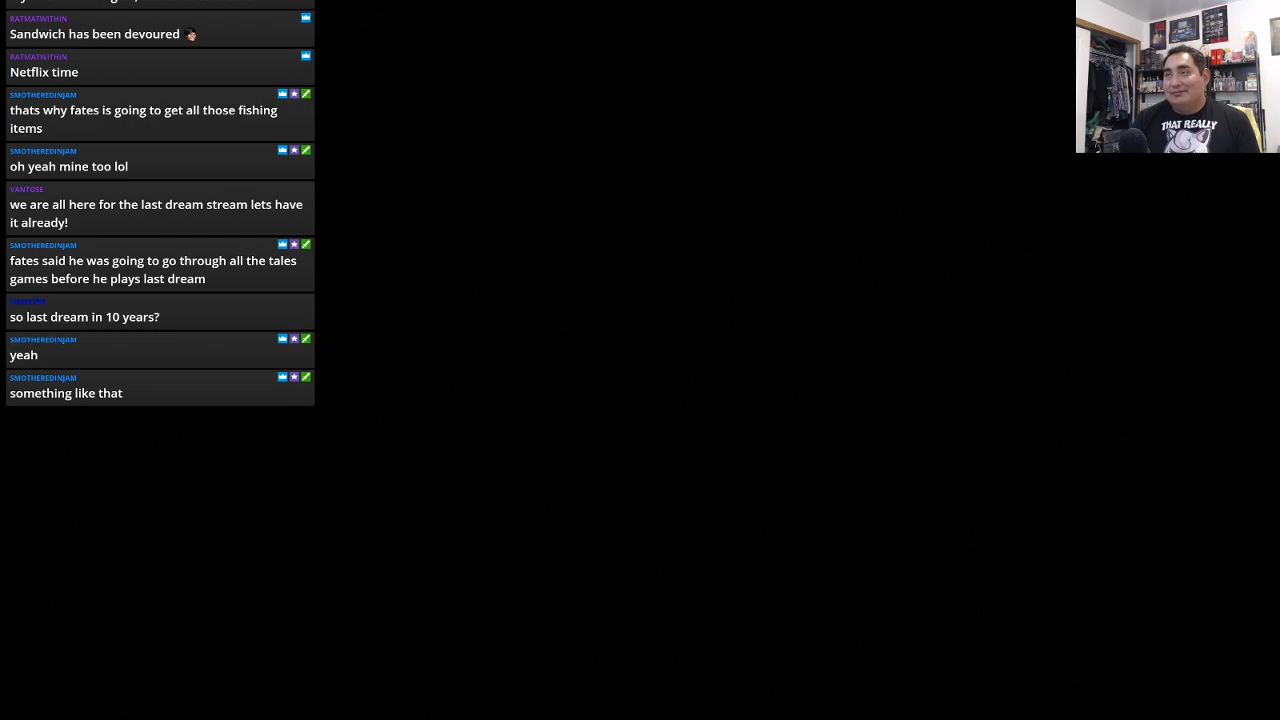 RATMATWITHIN
Sandwich has been devoured
RATMATWITHIN
Netflix time
SMOTHEREDINJAM
thats why fates is going to get all those fishing
items
SMOTHEREDINJAM
oh yeah mine too lol
VANTOSE
we are all here for the last dream stream lets have
it already!
SMOTHEREDINJAM
fates said he was going to go through all the tales
games before he plays last dream
so last dream in 10 years?
SMOTHEREDINJAM
yeah
SMOTHEREDINJAM
something like that
THAT REALLY